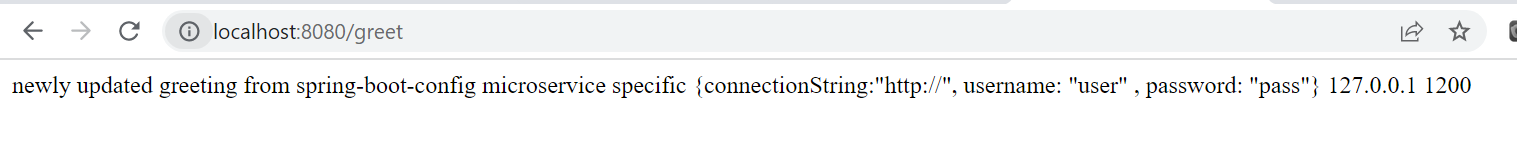 localhost:8080/greet
newly updated greeting from spring-boot-config microservice specific {connectionString:"http://", username: "user" , password: "pass"} 127.0.0.1 1200